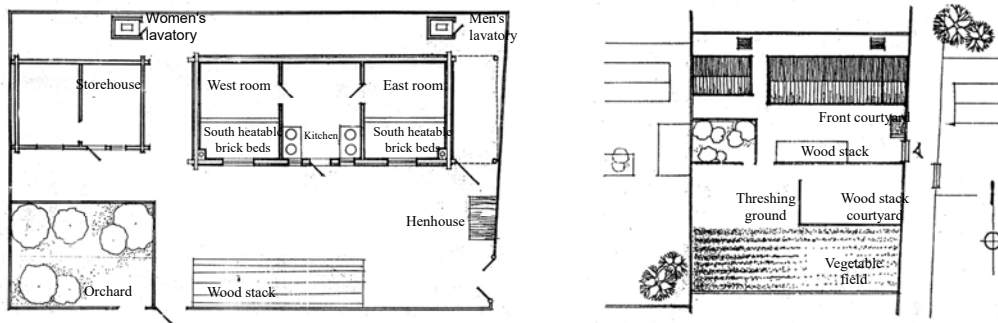 Women's
lavatory
Men's
lavatory
Storehouse
West room
East room
South heatable
brick beds
Kitchen
South heatable
brick beds
Henhouse
Orchard
Wood stack
Front courtyard
Wood stack
Threshing
ground
Wood stack
courtyard
Vegetable
field